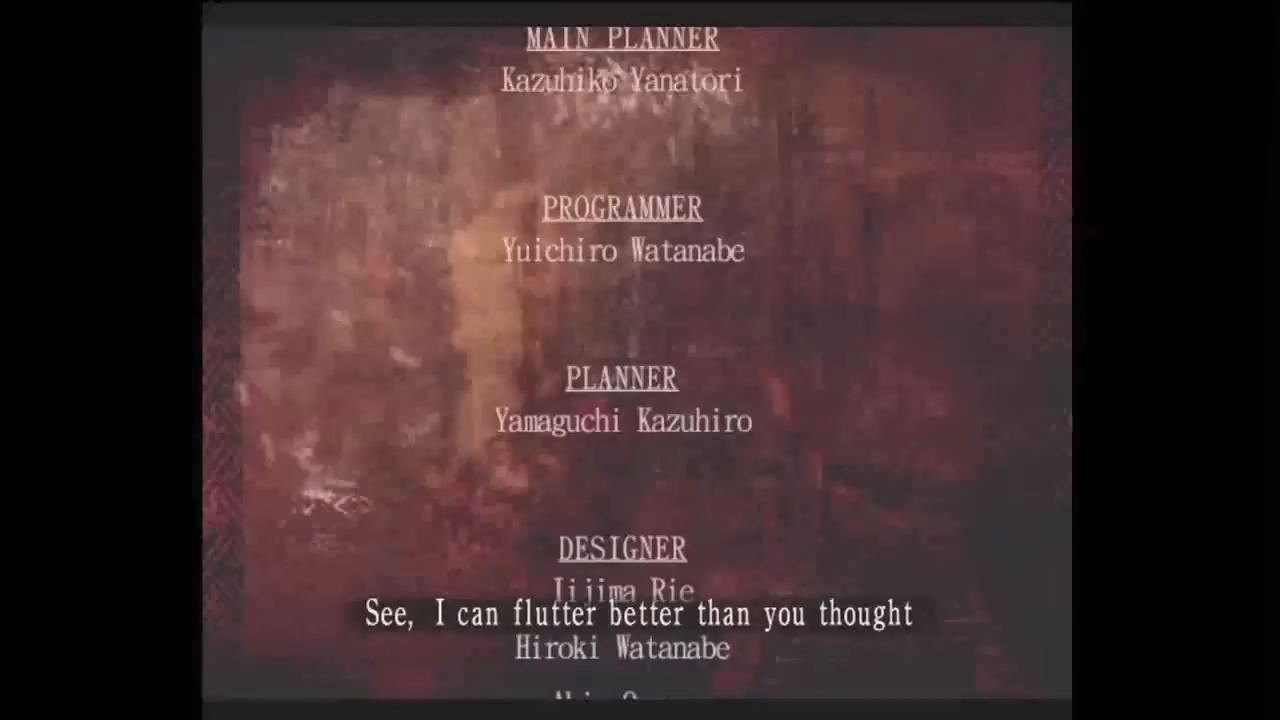 MAIN PLANNER
Kazuhiko Yanatori
PROGRAMMER
Yuichiro Watanabe
PLANNER
Yamaguchi Kazuhiro
DESIGNER
Iijima Rie
See, I can flutter better than you thought
Hiroki Watanabe